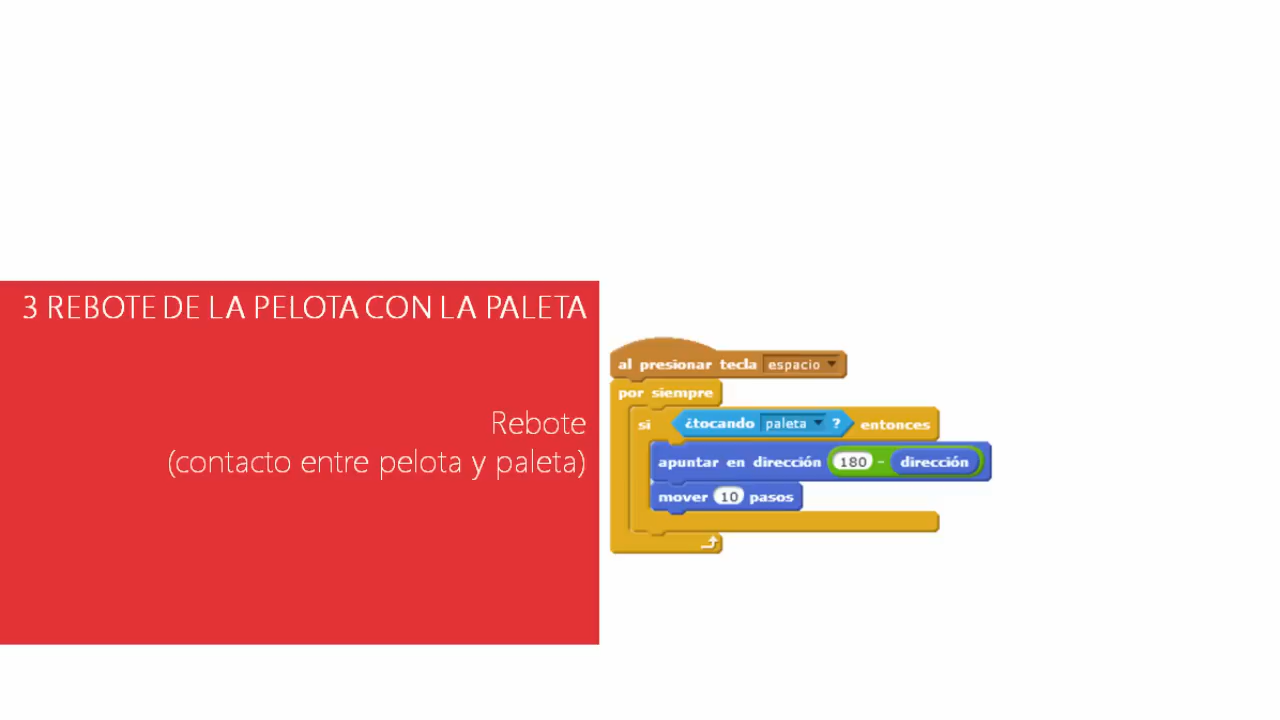 3 REBOTE DE LA PELOTA CON LA PALETA
Rebote
(contacto entre pelota y paleta)
al presionar tecla espacio
por siempre
si ¿tocando paleta ? entonces
apuntar en dirección 180 - dirección
mover 10 pasos